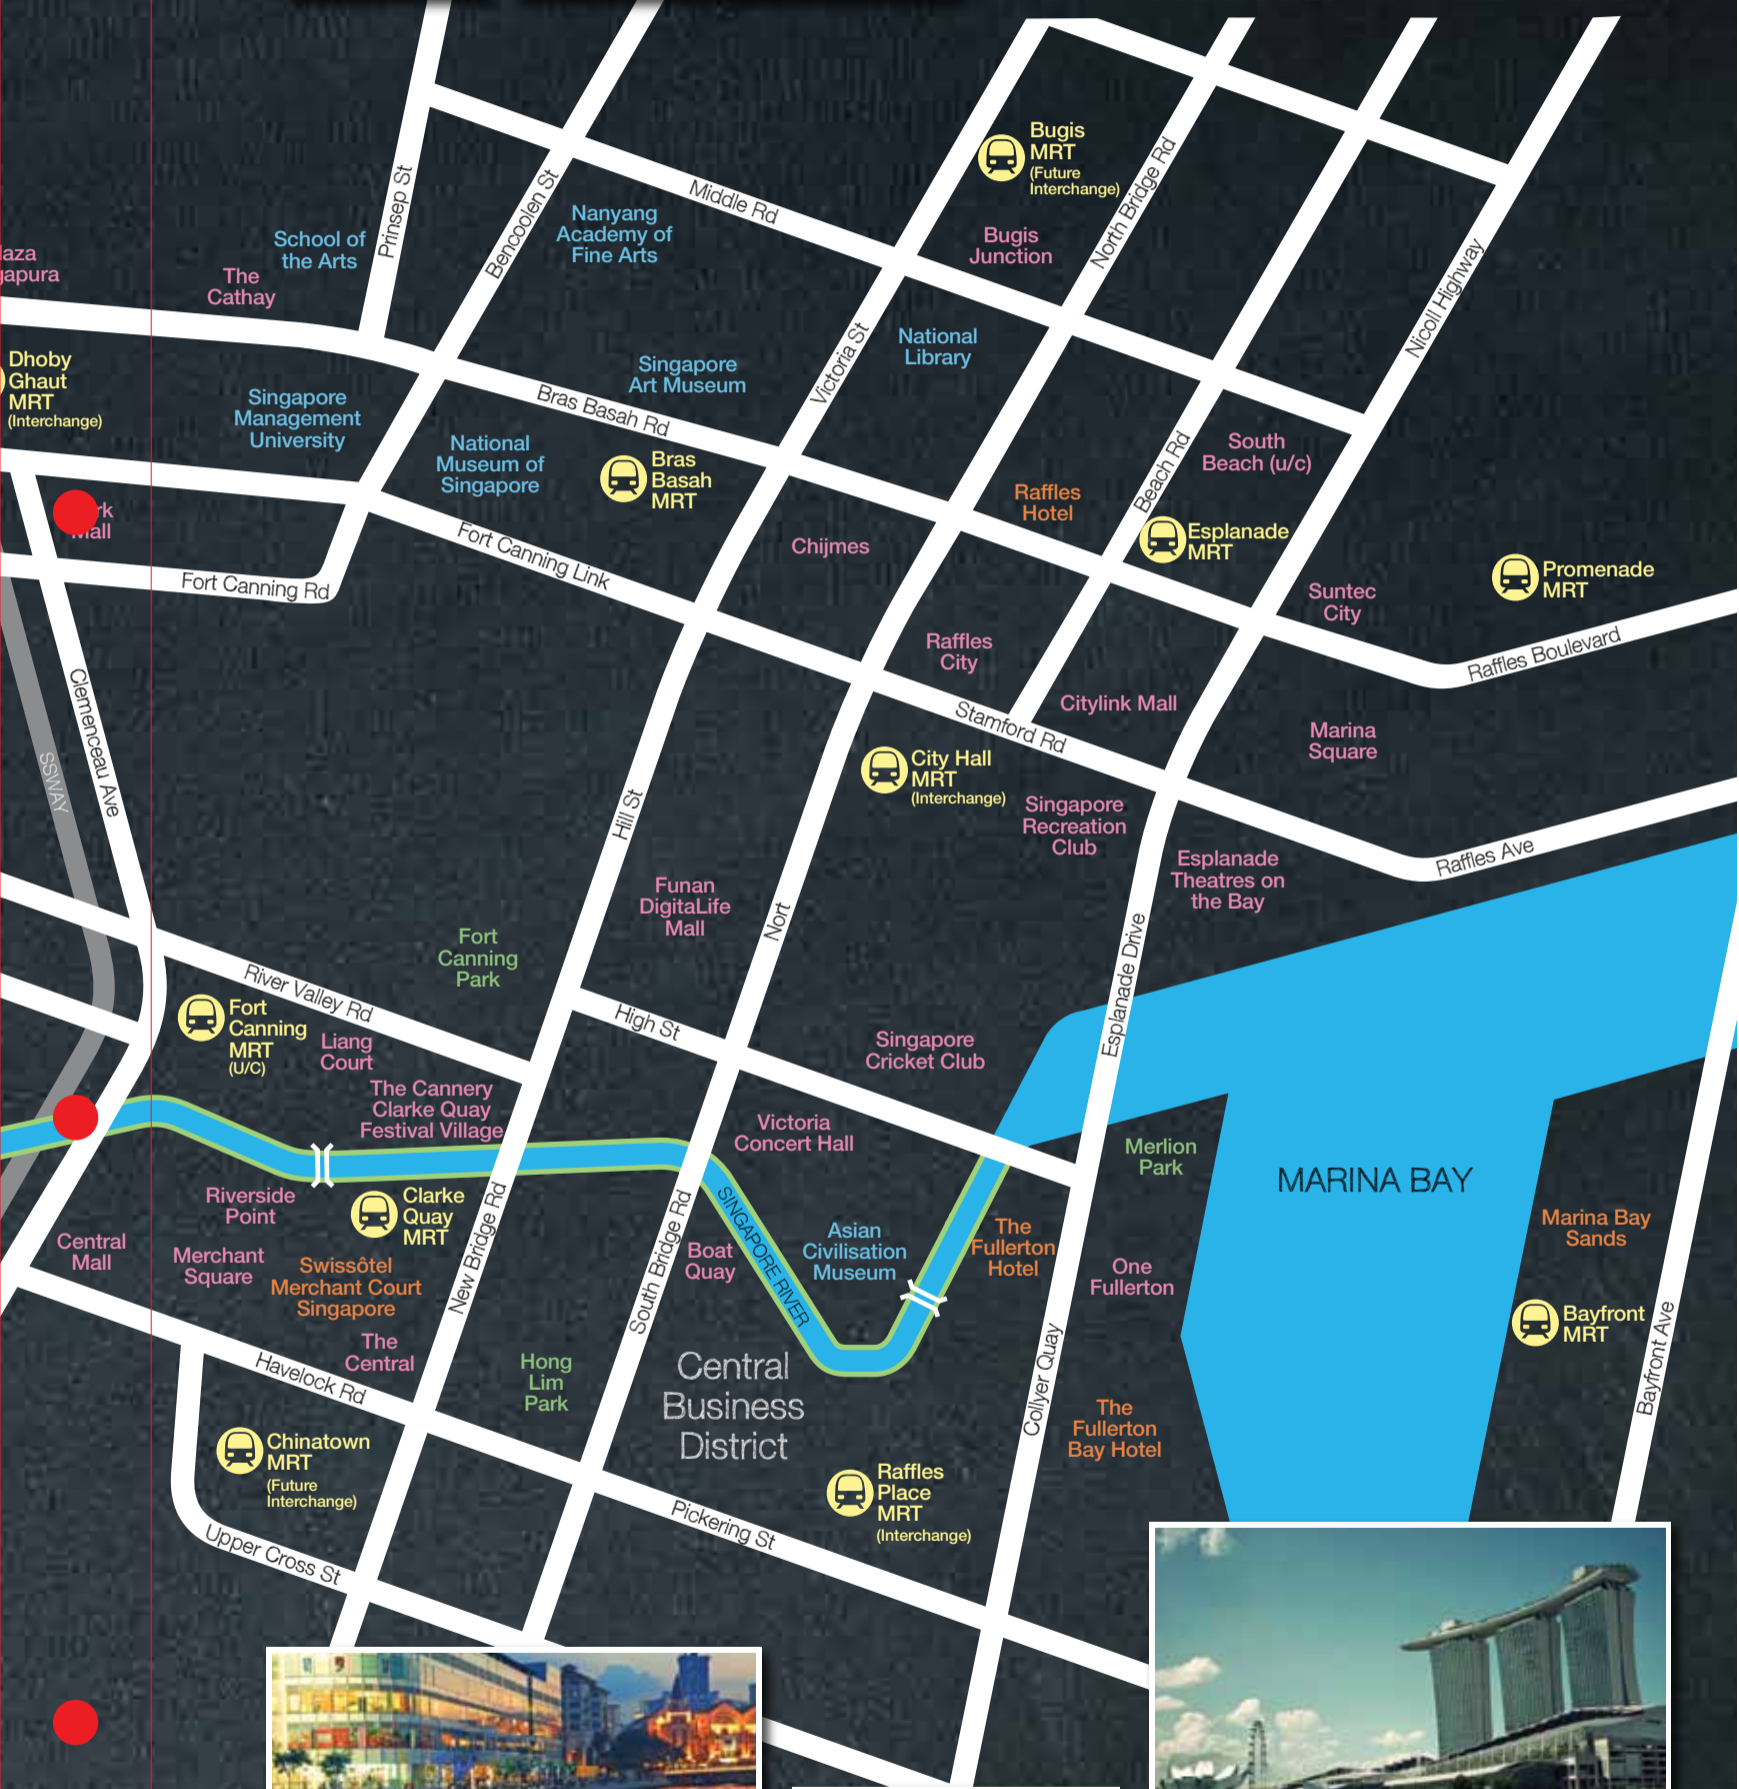 Bugis
MRT
(Future
Interchange)
Prinsep St
Bencoolen St
Middle Rd
North Bridge Rd
Nanyang
Academy of
Fine Arts
School of
the Arts
Bugis
Junction
The
Cathay
Nicoll Highway
Victoria St
National
Library
Dhoby
Ghaut
MRT
(Interchange)
Singapore
Art Museum
Singapore
Management
University
Bras Basah Rd
National
Museum of
Singapore
Bras
Basah
MRT
South
Beach (u/c)
Beach Rd
Raffles
Hotel
Mall
Chijmes
Esplanade
MRT
Fort Canning Link
Fort Canning Rd
Promenade
MRT
Suntec
City
Raffles
City
Raffles Boulevard
Citylink Mall
Stamford Rd
Marina
Square
Clemenceau Ave
SSWAY
City Hall
MRT
(Interchange)
Hill St
Singapore
Recreation
Club
Esplanade
Theatres on
the Bay
Raffles Ave
Funan
DigitaLife
Mall
Nort
Fort
Canning
Park
Esplanade Drive
River Valley Rd
Fort
Canning
MRT
(U/C)
Liang
Court
High St
Singapore
Cricket Club
The Cannery
Clarke Quay
Festival Village
Victoria
Concert Hall
Merlion
Park
MARINA BAY
Riverside
Point
Clarke
Quay
MRT
New Bridge Rd
South Bridge Rd
SINGAPORE RIVER
Asian
Civilisation
Museum
The
Fullerton
Hotel
Marina Bay
Sands
Central
Mall
Merchant
Square
Swissôtel
Merchant Court
Singapore
Boat
Quay
One
Fullerton
Bayfront
MRT
Bayfront Ave
The
Central
Havelock Rd
Hong
Lim
Park
Central
Business
District
Collyer Quay
The
Fullerton
Bay Hotel
Chinatown
MRT
(Future
Interchange)
Raffles
Place
MRT
(Interchange)
Pickering St
Upper Cross St